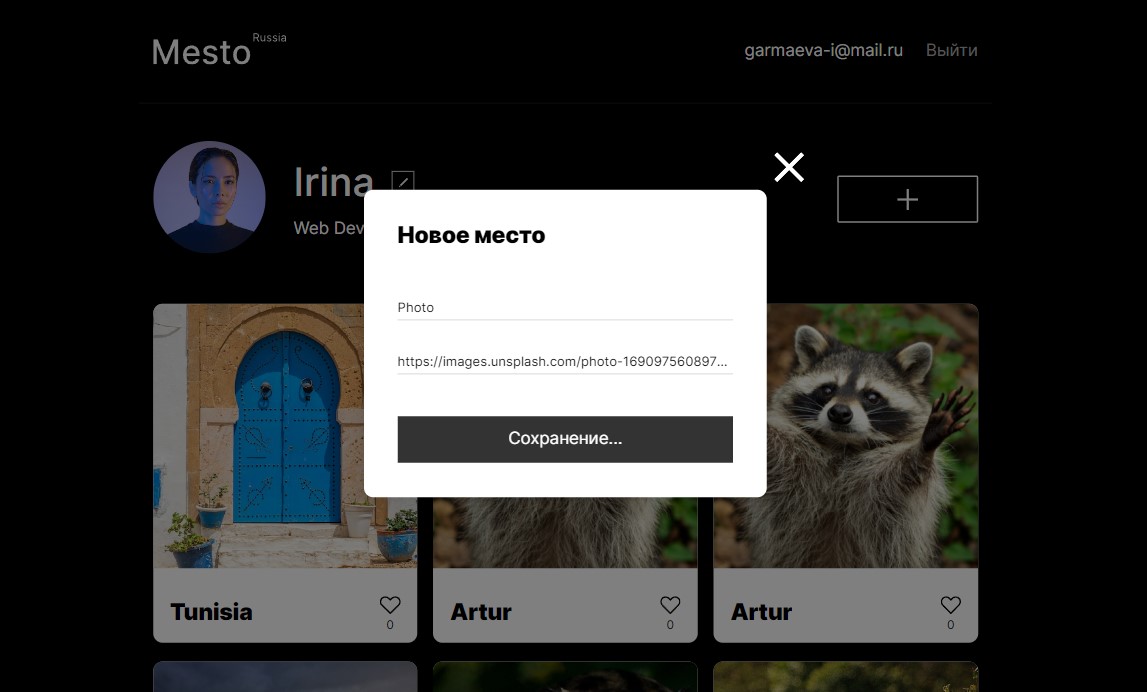 Mesto Russia
garmaeva-i@mail.ru Выйти
Irina
Web Dev
Новое место
Photo
https://images.unsplash.com/photo-169097560897...
Сохранение...
Tunisia
0
Artur
0
Artur
0